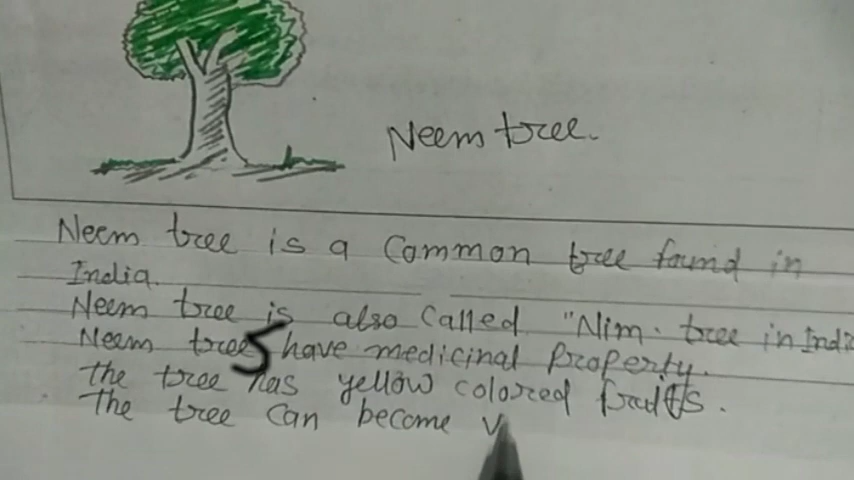 Neem tree.
Neem tree is a Common tree found in
India.
Neem tree is also Called "Nim. tree in Indi
Neem trees have medicinal Property.
The tree has yellow colored fruits.
The tree Can become v